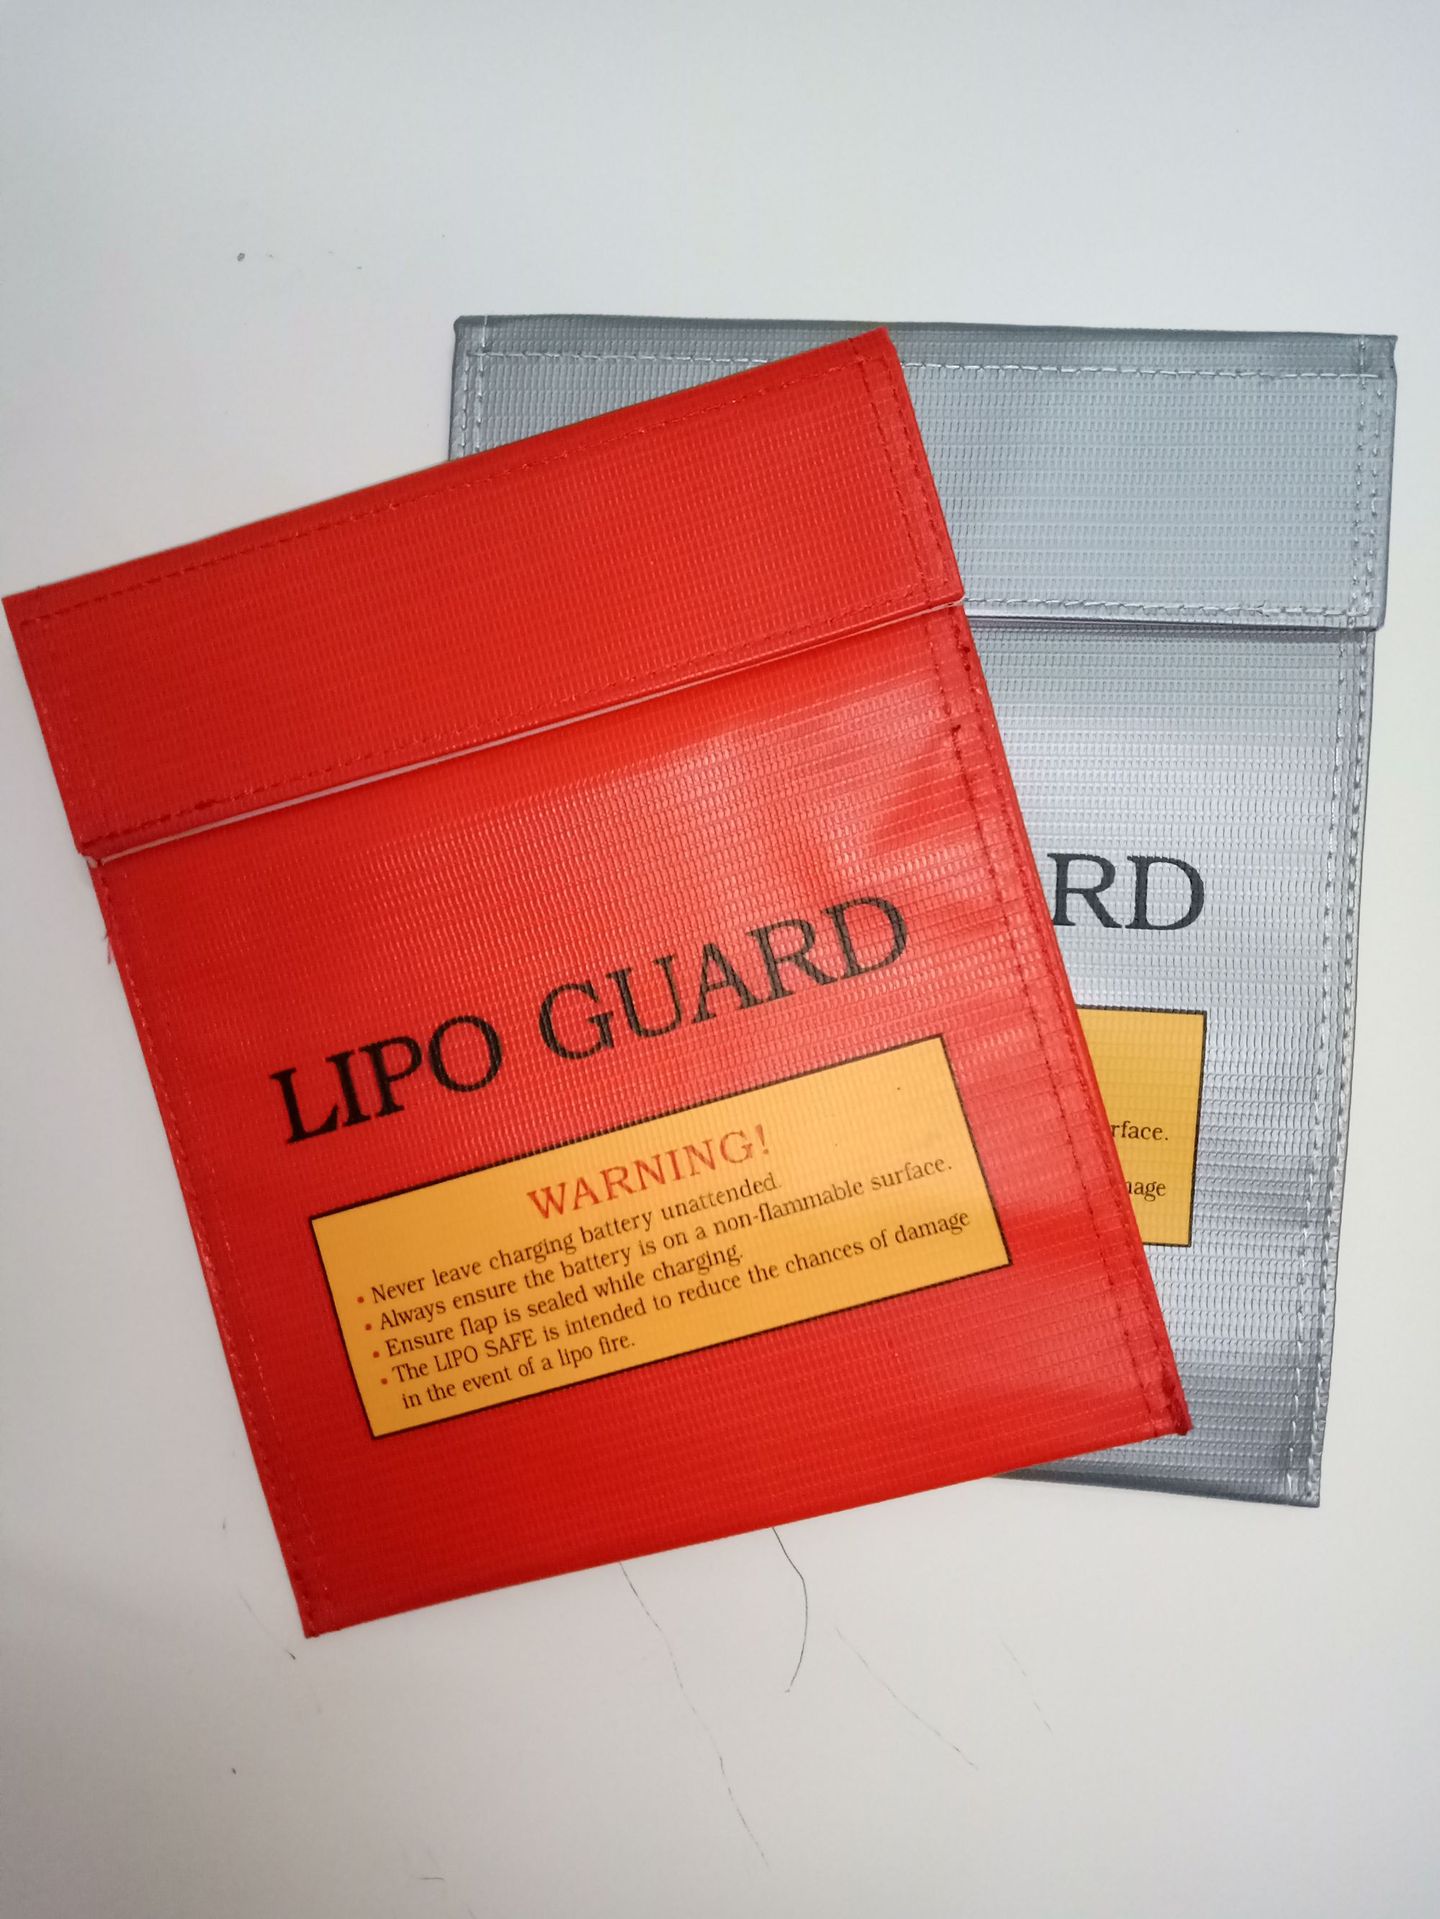 LIPO GUARD
WARNING!
• Never leave charging battery unattended.
• Always ensure the battery is on a non-flammable surface.
• Ensure flap is sealed while charging.
• The LIPO SAFE is intended to reduce the chances of damage
in the event of a lipo fire.
RD
rface.
age